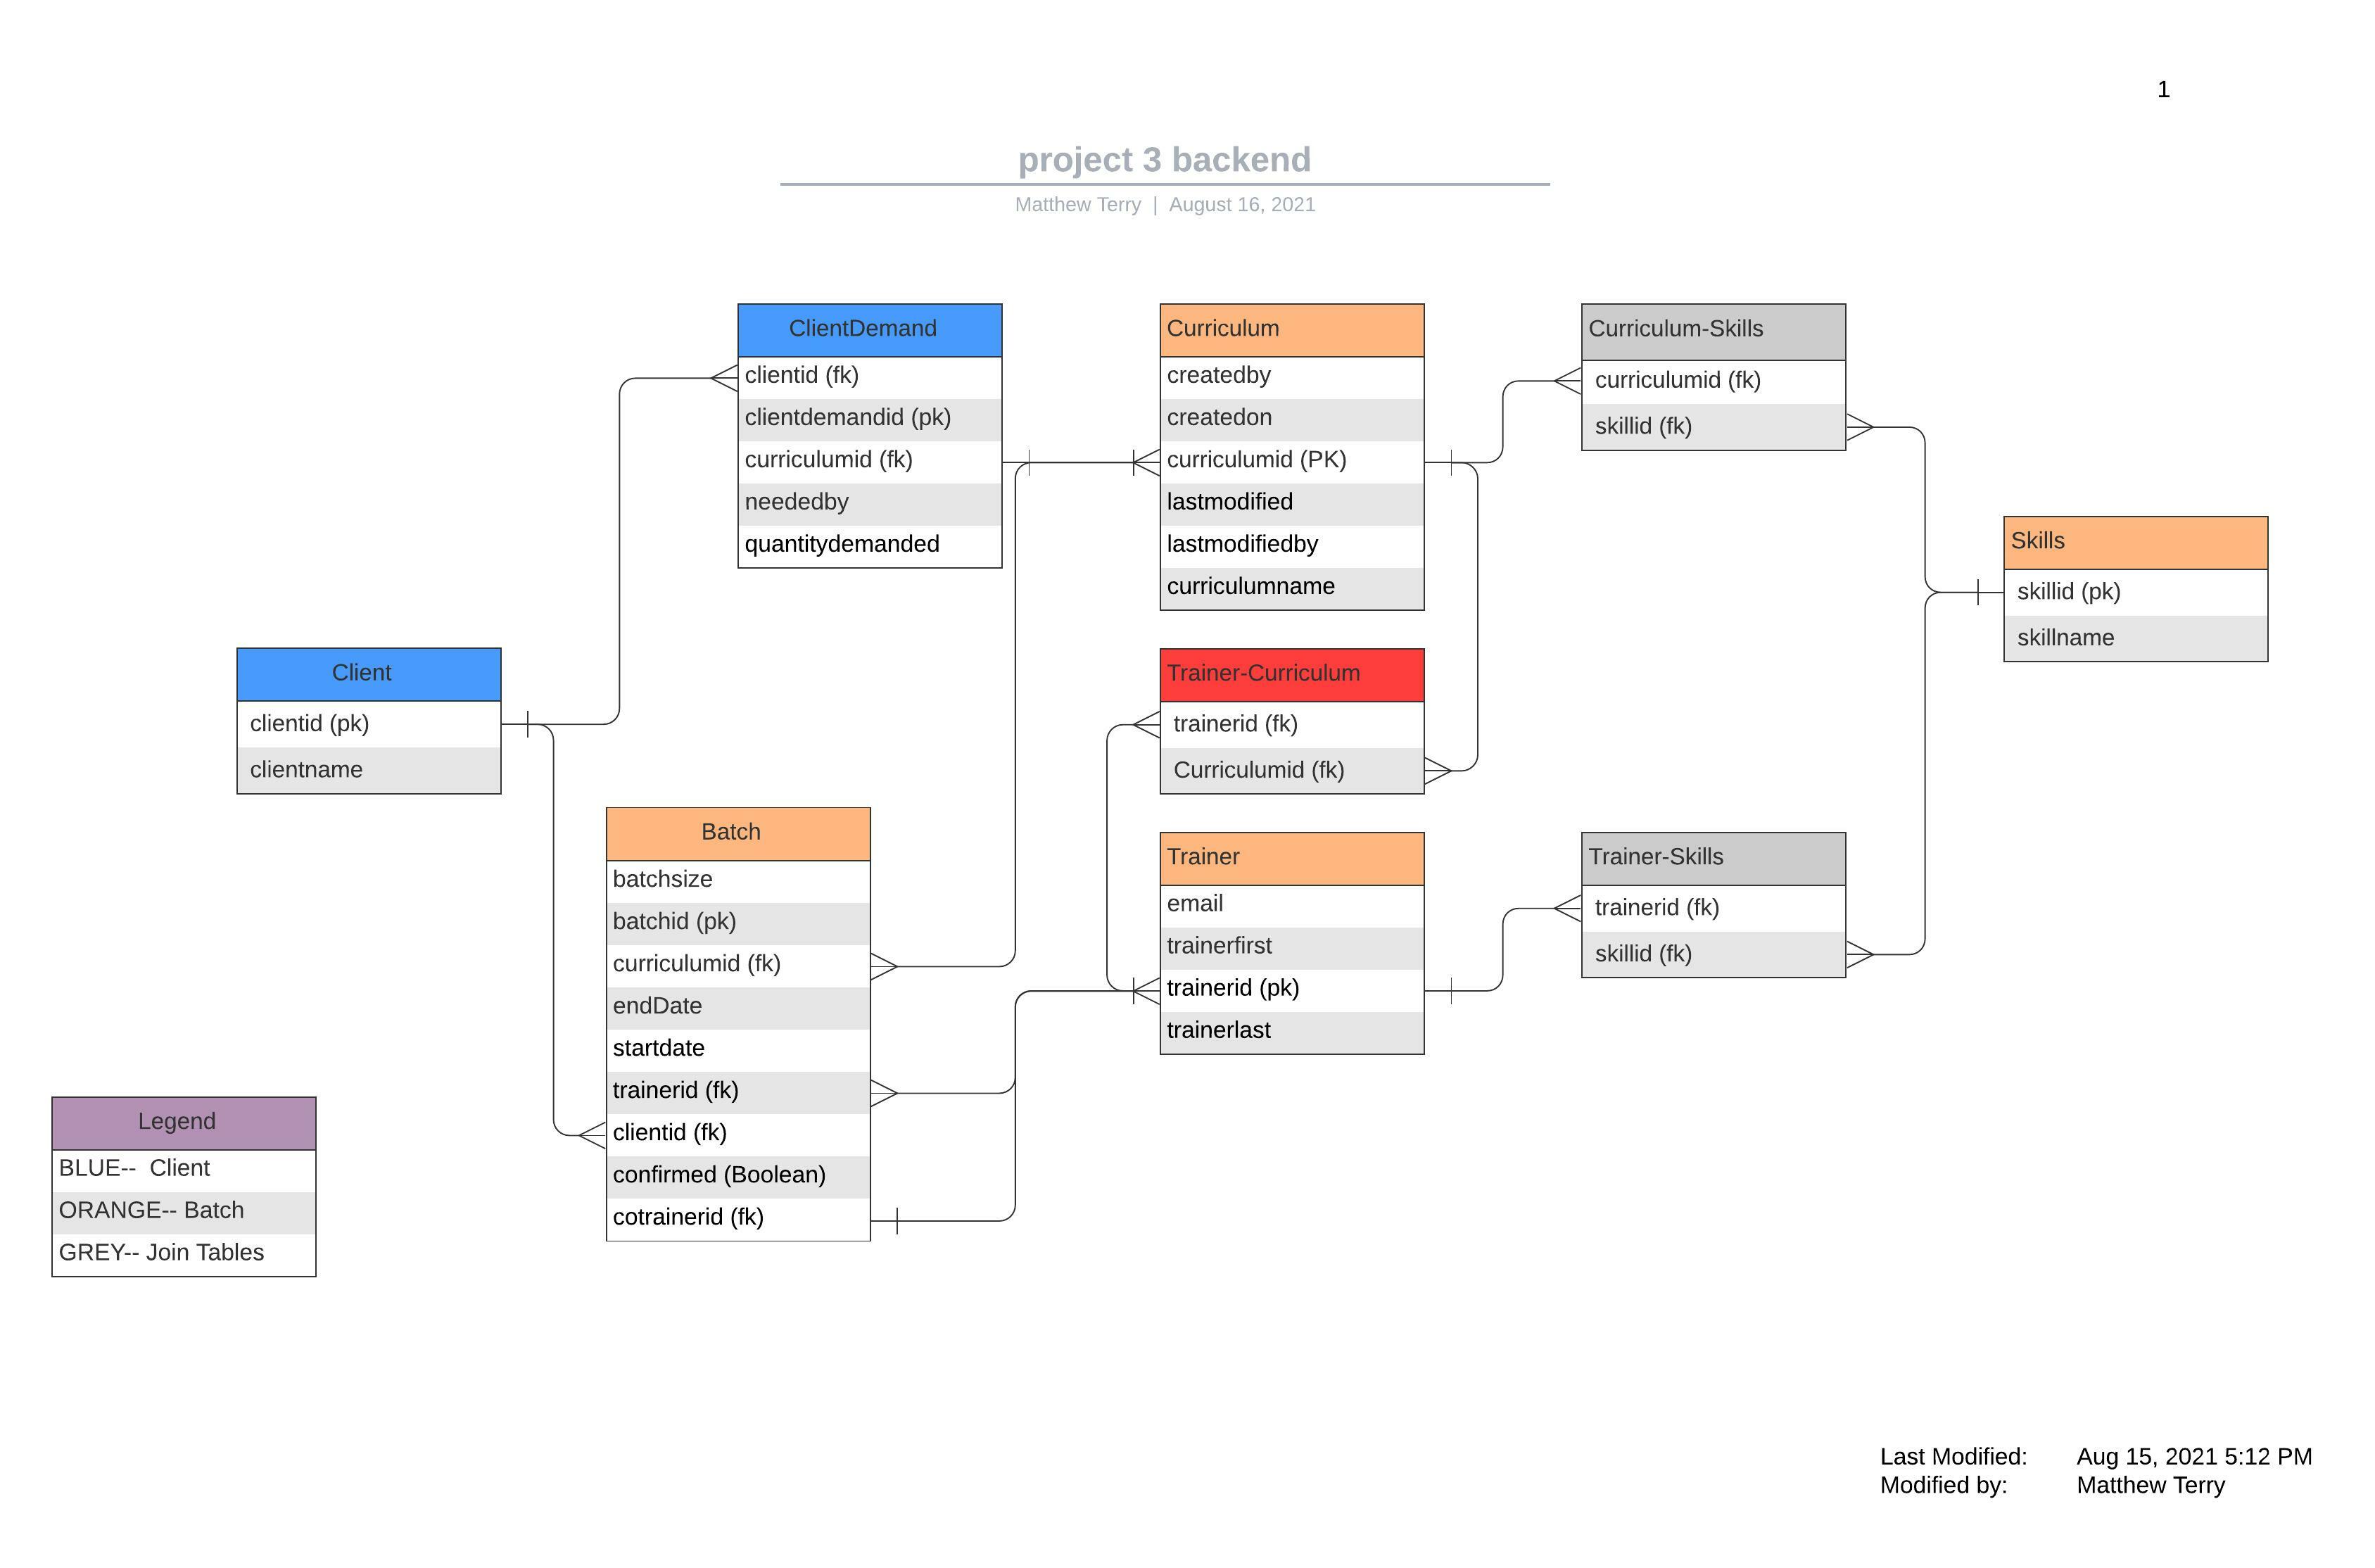 1
project 3 backend
Matthew Terry | August 16, 2021
ClientDemand
clientid (fk)
clientdemandid (pk)
curriculumid (fk)
neededby
quantitydemanded
Curriculum
createdby
createdon
curriculumid (PK)
lastmodified
lastmodifiedby
curriculumname
Curriculum-Skills
curriculumid (fk)
skillid (fk)
Skills
skillid (pk)
skillname
Client
clientid (pk)
clientname
Trainer-Curriculum
trainerid (fk)
Curriculumid (fk)
Batch
batchsize
batchid (pk)
curriculumid (fk)
endDate
startdate
trainerid (fk)
clientid (fk)
confirmed (Boolean)
cotrainerid (fk)
Trainer
email
trainerfirst
trainerid (pk)
trainerlast
Trainer-Skills
trainerid (fk)
skillid (fk)
Legend
BLUE-- Client
ORANGE-- Batch
GREY-- Join Tables
Last Modified: Aug 15, 2021 5:12 PM
Modified by: Matthew Terry